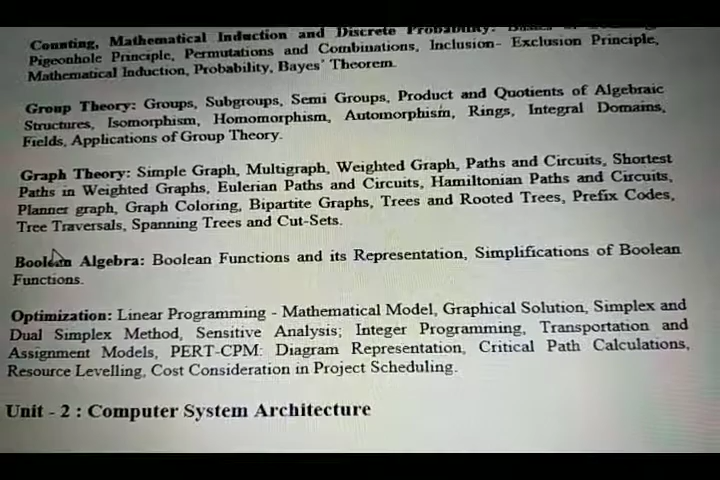 Counting, Mathematical Induction and Discrete Probability:
Pigeonhole Principle, Permutations and Combinations, Inclusion- Exclusion Principle,
Mathematical Induction, Probability, Bayes' Theorem.
Group Theory: Groups, Subgroups, Semi Groups, Product and Quotients of Algebraic
Structures, Isomorphism, Homomorphism, Automorphism, Rings, Integral Domains,
Fields, Applications of Group Theory.
Graph Theory: Simple Graph, Multigraph, Weighted Graph, Paths and Circuits, Shortest
Paths in Weighted Graphs, Eulerian Paths and Circuits, Hamiltonian Paths and Circuits,
Planner graph, Graph Coloring, Bipartite Graphs, Trees and Rooted Trees, Prefix Codes,
Tree Traversals, Spanning Trees and Cut-Sets.
Boolean Algebra: Boolean Functions and its Representation, Simplifications of Boolean
Functions.
Optimization: Linear Programming - Mathematical Model, Graphical Solution, Simplex and
Dual Simplex Method, Sensitive Analysis; Integer Programming, Transportation and
Assignment Models, PERT-CPM: Diagram Representation, Critical Path Calculations,
Resource Levelling, Cost Consideration in Project Scheduling.
Unit - 2 : Computer System Architecture